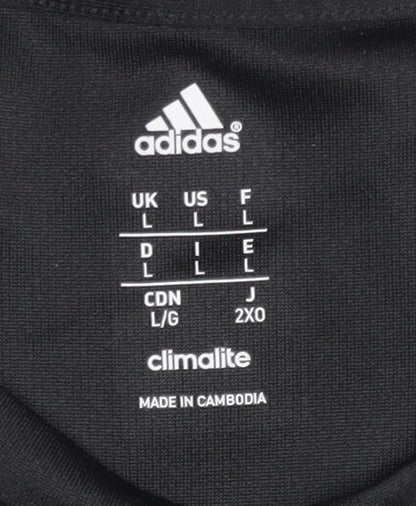 adidas®
UK US F
L L L
D I E
L L L
CDN J
L/G 2XO
climalite
MADE IN CAMBODIA